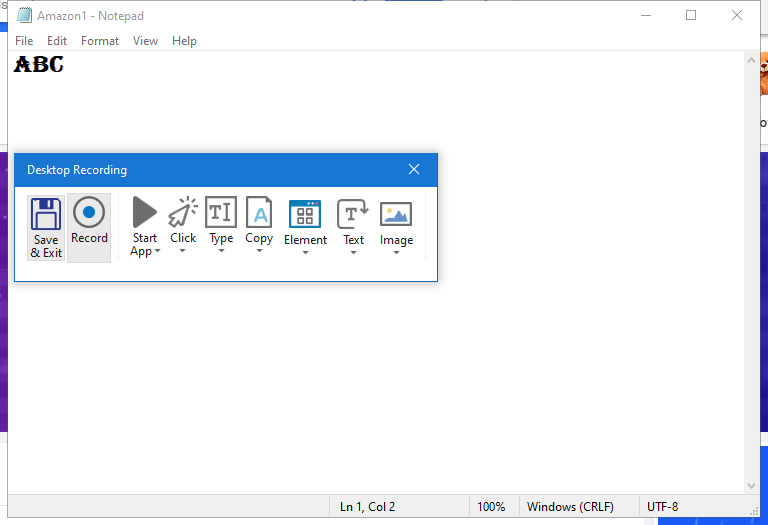 Amazon1 - Notepad
File Edit Format View Help
ABC
Desktop Recording
Save & Exit
Record
Start App
Click
Type
Copy
Element
Text
Image
Ln 1, Col 2
100%
Windows (CRLF)
UTF-8